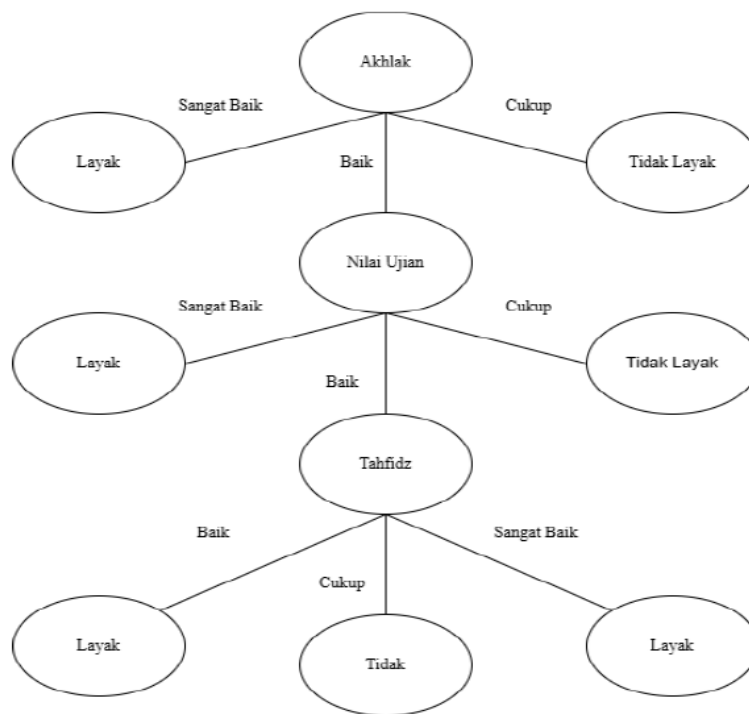 Akhlak
Sangat Baik
Cukup
Layak
Baik
Tidak Layak
Nilai Ujian
Sangat Baik
Cukup
Layak
Tidak Layak
Baik
Tahfidz
Baik
Sangat Baik
Cukup
Layak
Tidak
Layak